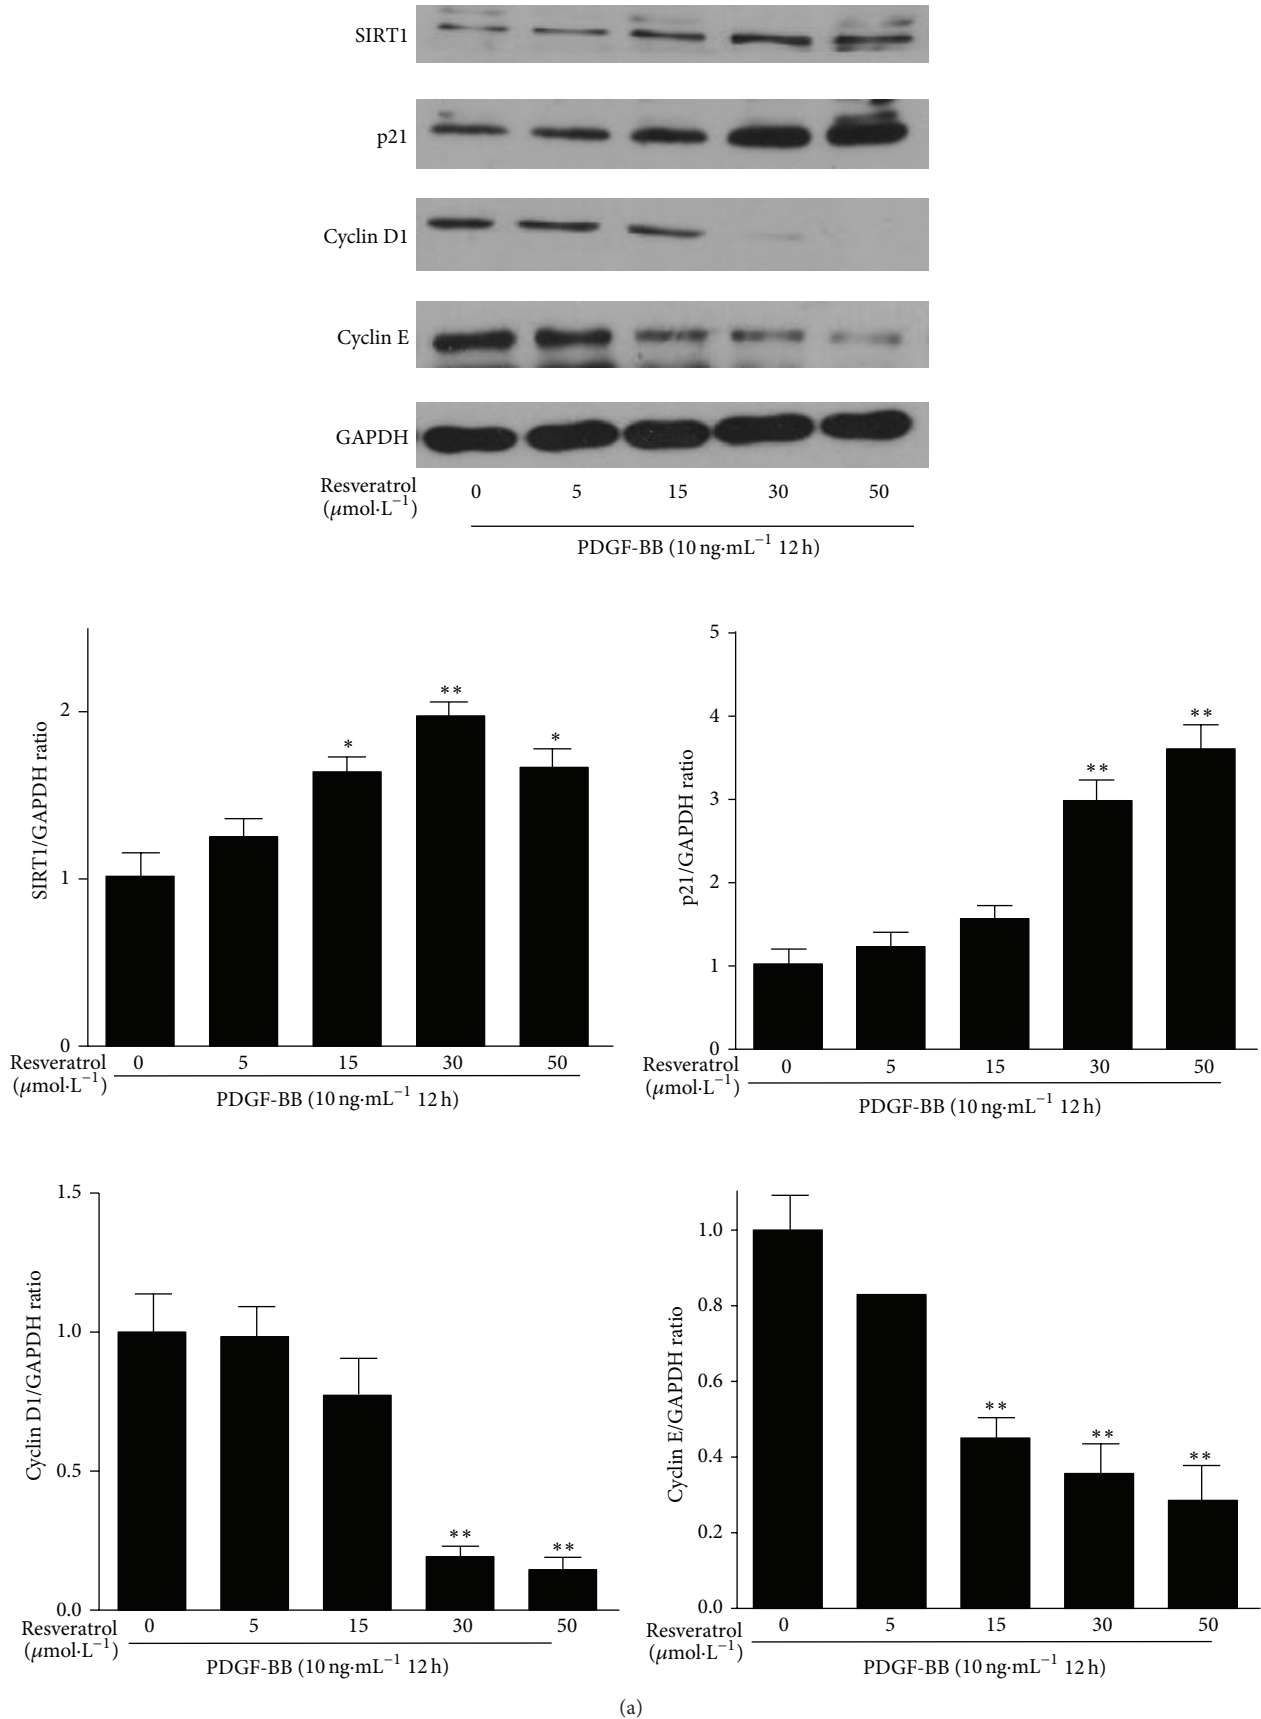 SIRT1
p21
Cyclin D1
Cyclin E
GAPDH
Resveratrol 0 5 15 30 50
(μmol·L⁻¹)
PDGF-BB (10 ng·mL⁻¹ 12 h)
SIRT1/GAPDH ratio
2
1
0
* ** *
Resveratrol 0 5 15 30 50
(μmol·L⁻¹)
PDGF-BB (10 ng·mL⁻¹ 12 h)
p21/GAPDH ratio
5
4
3
2
1
0
** **
Resveratrol 0 5 15 30 50
(μmol·L⁻¹)
PDGF-BB (10 ng·mL⁻¹ 12 h)
Cyclin D1/GAPDH ratio
1.5
1.0
0.5
0.0
** **
Resveratrol 0 5 15 30 50
(μmol·L⁻¹)
PDGF-BB (10 ng·mL⁻¹ 12 h)
Cyclin E/GAPDH ratio
1.0
0.8
0.6
0.4
0.2
0.0
** ** **
Resveratrol 0 5 15 30 50
(μmol·L⁻¹)
PDGF-BB (10 ng·mL⁻¹ 12 h)
(a)